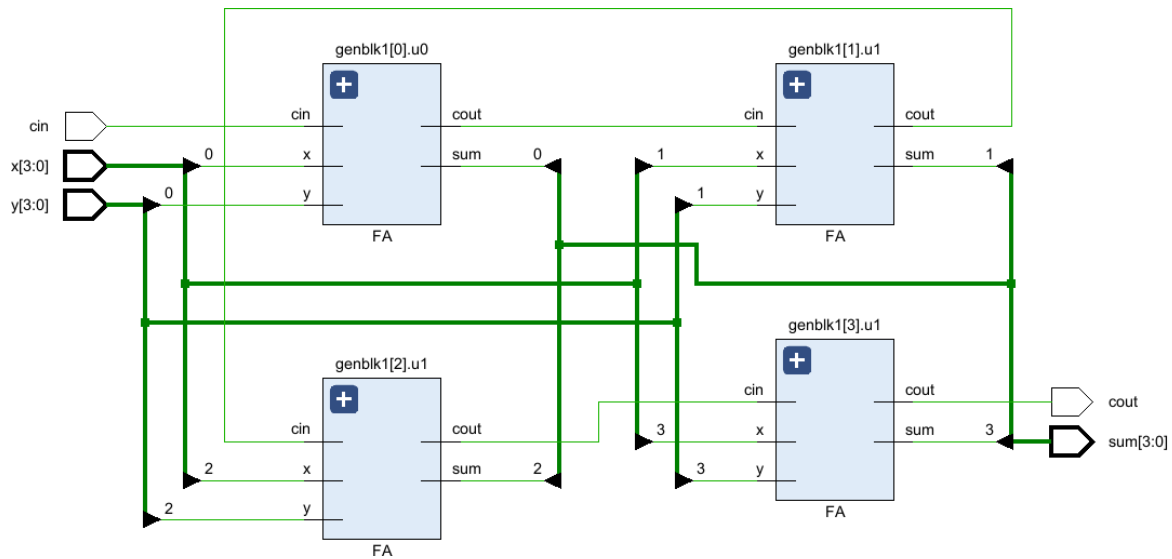 genblk1[0].u0
genblk1[1].u1
cin
cin
cout
cin
cout
x[3:0]
0
x
sum
0
1
x
sum
1
y[3:0]
0
y
1
y
FA
FA
genblk1[2].u1
genblk1[3].u1
cin
cout
cin
cout
cout
2
x
sum
2
3
x
sum
3
sum[3:0]
2
y
3
y
FA
FA